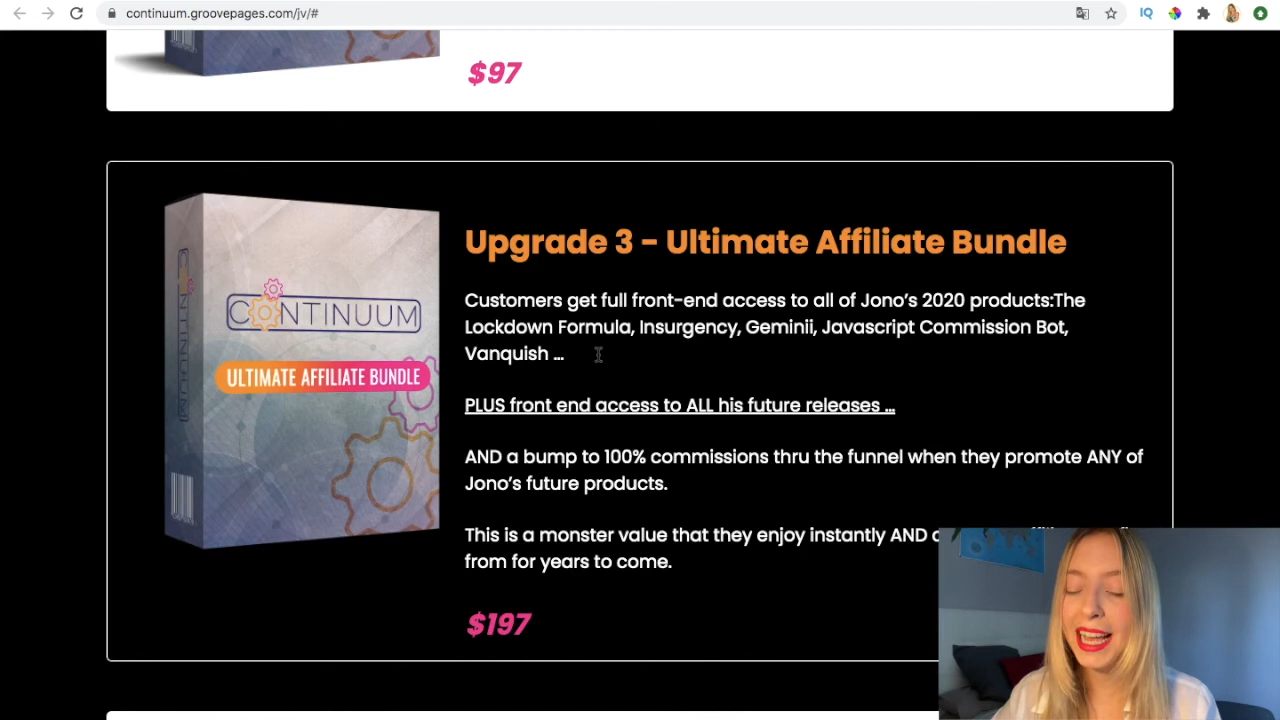 continuum.groovepages.com/jv/#
$97
Upgrade 3 - Ultimate Affiliate Bundle
Customers get full front-end access to all of Jono's 2020 products:The
Lockdown Formula, Insurgency, Geminii, Javascript Commission Bot,
Vanquish ...
PLUS front end access to ALL his future releases ...
AND a bump to 100% commissions thru the funnel when they promote ANY of
Jono's future products.
This is a monster value that they enjoy instantly AND
from for years to come.
$197
CONTINUUM
CONTINUUM
ULTIMATE AFFILIATE BUNDLE